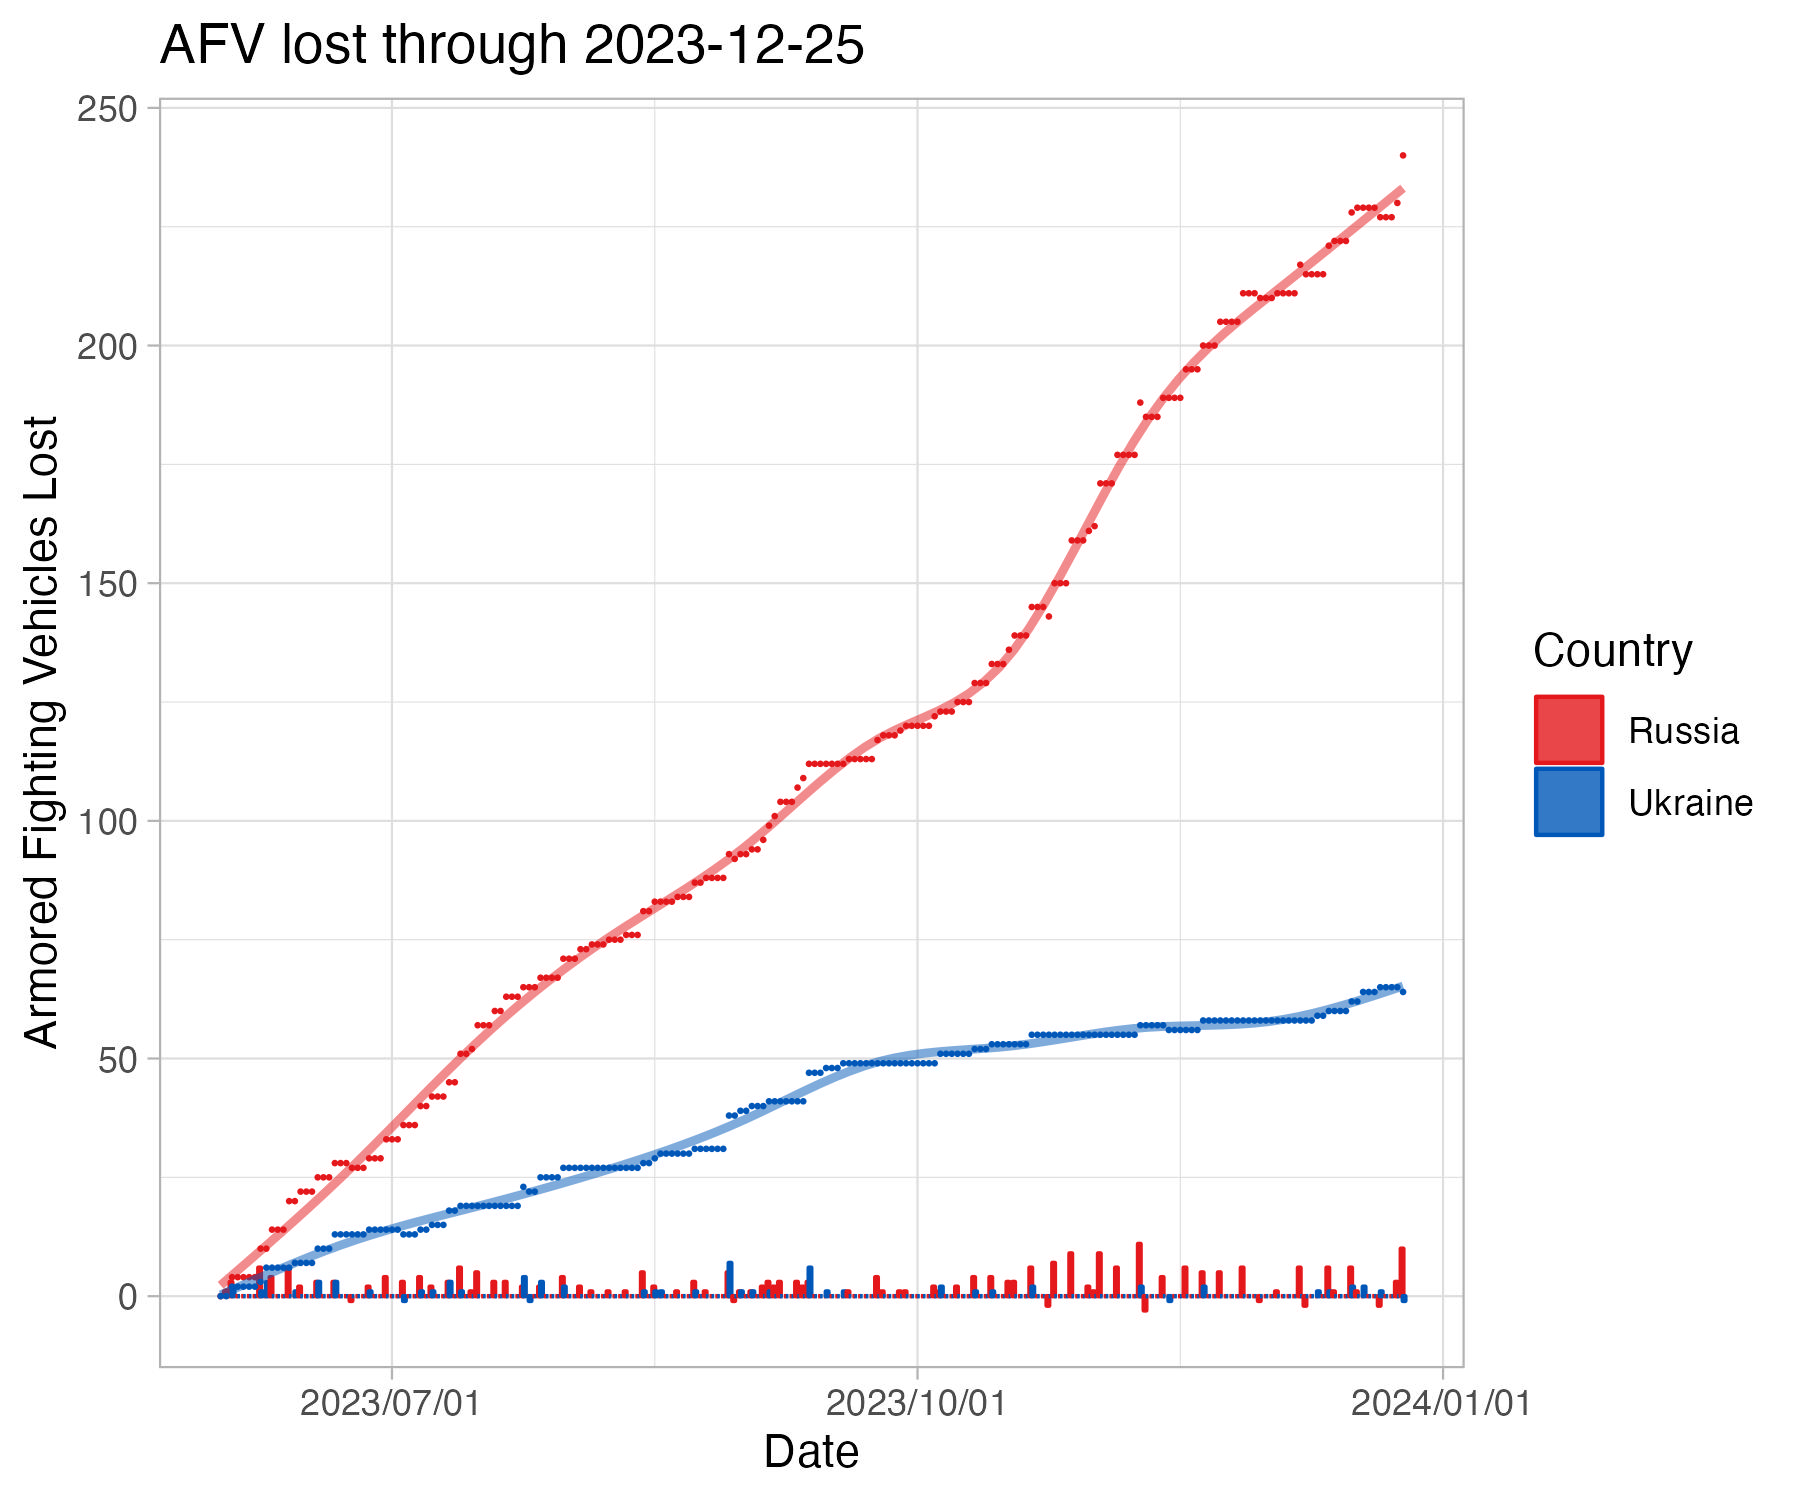 AFV lost through 2023-12-25
Armored Fighting Vehicles Lost
250
200
150
100
50
0
2023/07/01
2023/10/01
2024/01/01
Date
Country
Russia
Ukraine